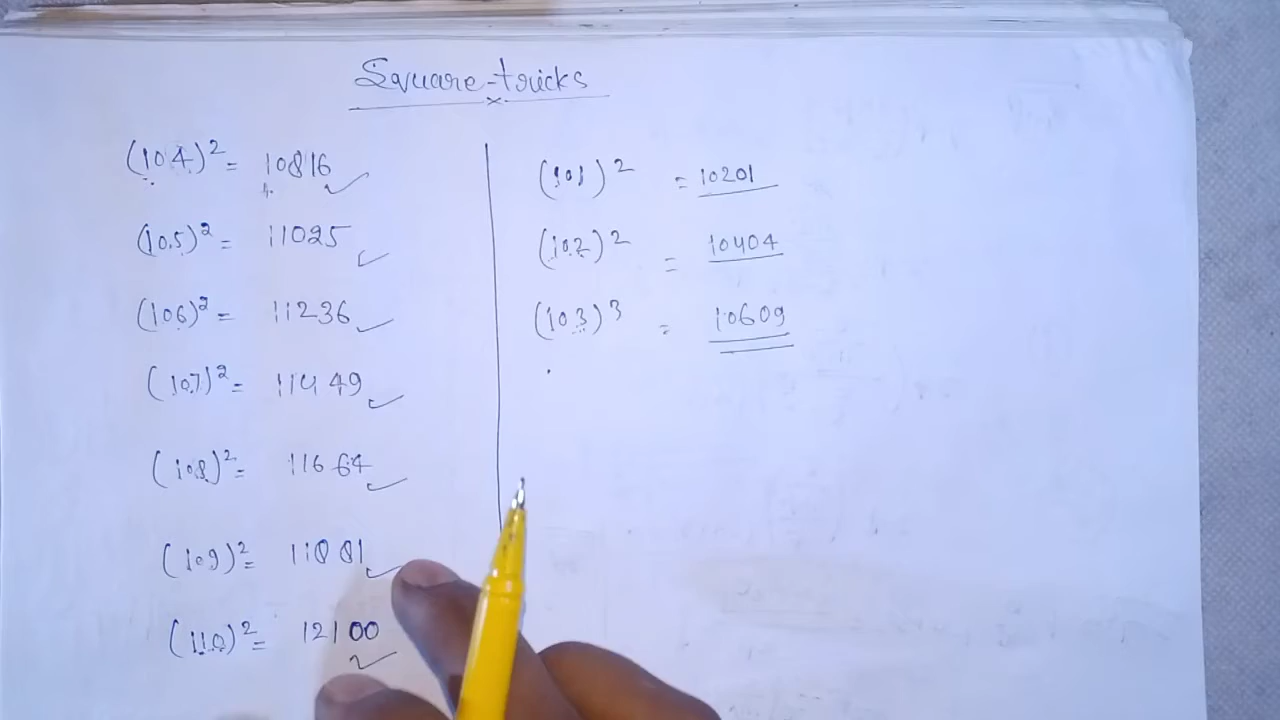 Square-tricks
(104)² = 10816
(105)² = 11025
(106)² = 11236
(107)² = 11449
(108)² = 11664
(109)² = 11881
(110)² = 12100
(101)² = 10201
(102)² = 10404
(103)³ = 10609